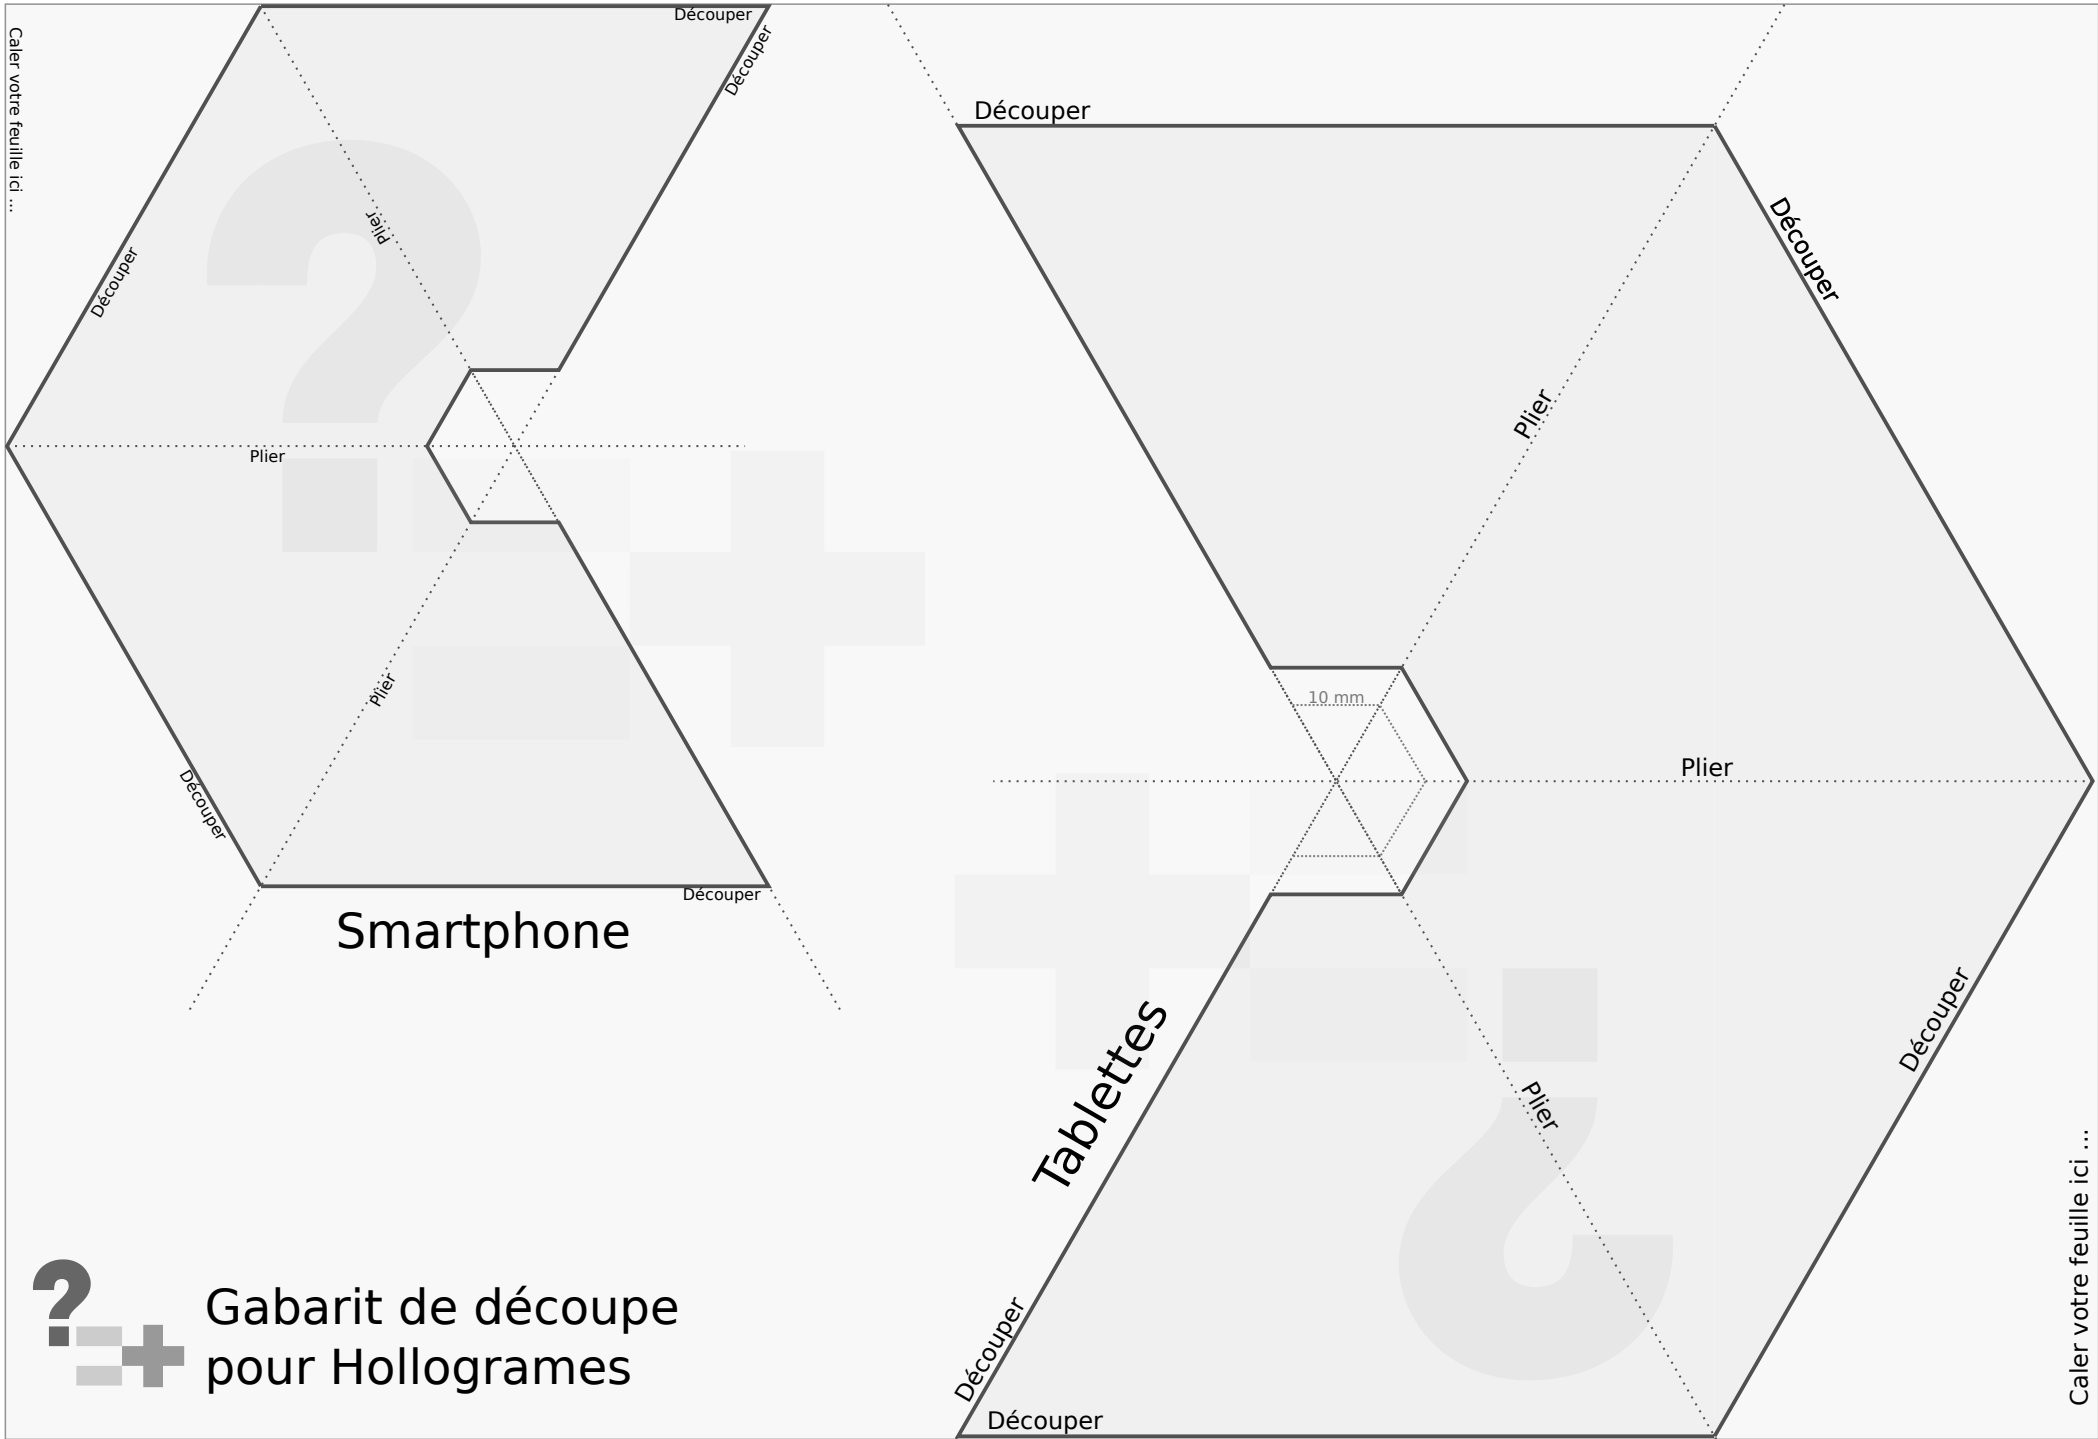 Caler votre feuille ici ...
Découper
Découper
Plier
Découper
Plier
Plier
Découper
Découper
Smartphone
Découper
Découper
Plier
10 mm
Plier
Découper
Plier
Tablettes
Découper
Découper
Caler votre feuille ici ...
Gabarit de découpe
pour Hollogrames